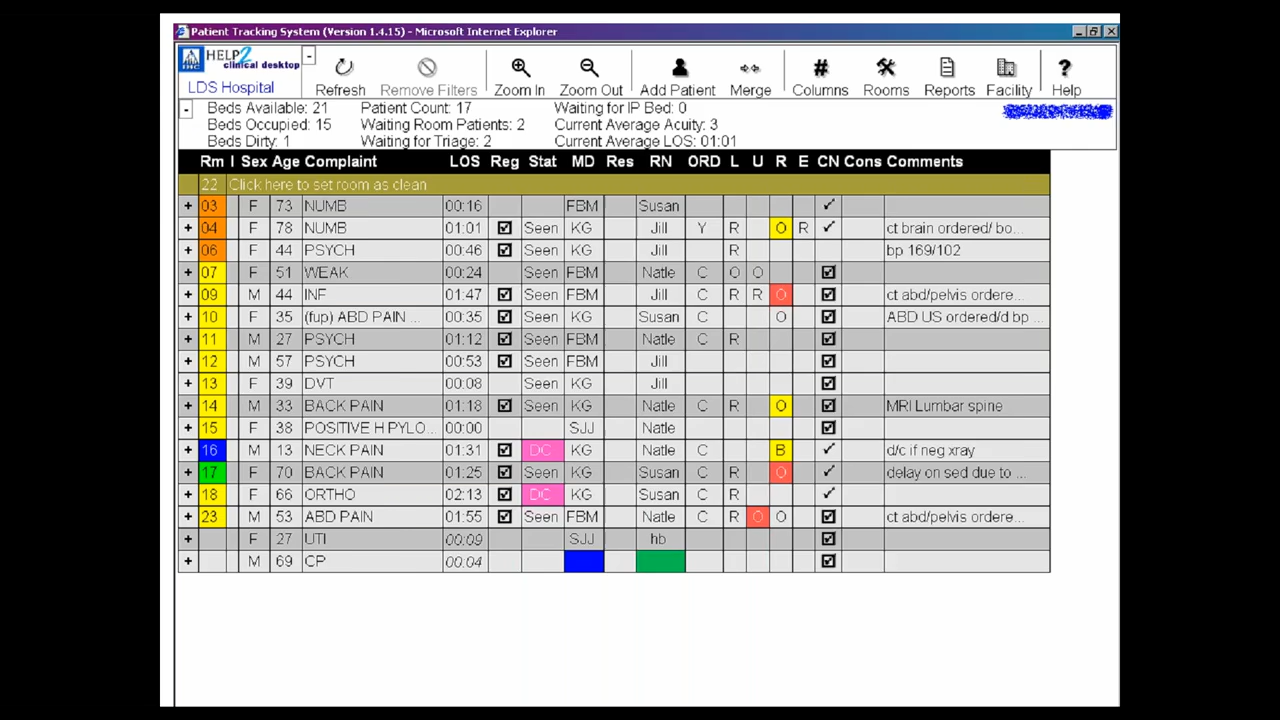 Patient Tracking System (Version 1.4.15) - Microsoft Internet Explorer
HELP2 clinical desktop
LDS Hospital
Refresh Remove Filters Zoom In Zoom Out Add Patient Merge Columns Rooms Reports Facility Help
Beds Available: 21 Patient Count: 17 Waiting for IP Bed: 0
Beds Occupied: 15 Waiting Room Patients: 2 Current Average Acuity: 3
Beds Dirty: 1 Waiting for Triage: 2 Current Average LOS: 01:01
Rm I Sex Age Complaint LOS Reg Stat MD Res RN ORD L U R E CN Cons Comments
22 Click here to set room as clean
+ 03 F 73 NUMB 00:16 FBM Susan ✓
+ 04 F 78 NUMB 01:01 ☑ Seen KG Jill Y R O R ✓ ct brain ordered/ bo...
+ 06 F 44 PSYCH 00:46 ☑ Seen KG Jill R bp 169/102
+ 07 F 51 WEAK 00:24 Seen FBM Natle C O O ☑
+ 09 M 44 INF 01:47 ☑ Seen FBM Jill C R R O ☑ ct abd/pelvis ordere...
+ 10 F 35 (fup) ABD PAIN ... 00:35 ☑ Seen KG Susan C O ☑ ABD US ordered/d bp ...
+ 11 M 27 PSYCH 01:12 ☑ Seen FBM Natle C R ☑
+ 12 M 57 PSYCH 00:53 ☑ Seen FBM Jill ☑
+ 13 F 39 DVT 00:08 Seen KG Jill ☑
+ 14 M 33 BACK PAIN 01:18 ☑ Seen KG Natle C R O ☑ MRI Lumbar spine
+ 15 F 38 POSITIVE H PYLO... 00:00 SJJ Natle ☑
+ 16 M 13 NECK PAIN 01:31 ☑ DC KG Natle C B ✓ d/c if neg xray
+ 17 F 70 BACK PAIN 01:25 ☑ Seen KG Susan C R O ✓ delay on sed due to ...
+ 18 F 66 ORTHO 02:13 ☑ DC KG Susan C R ✓
+ 23 M 53 ABD PAIN 01:55 ☑ Seen FBM Natle C R O O ☑ ct abd/pelvis ordere...
+ F 27 UTI 00:09 SJJ hb ☑
+ M 69 CP 00:04 ☑